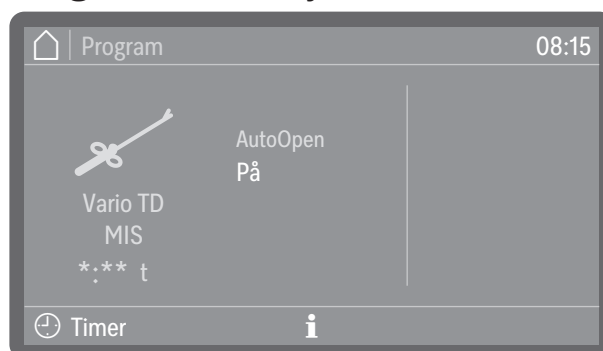 Program
08:15
AutoOpen
På
Vario TD
MIS
*:** t
Timer
i